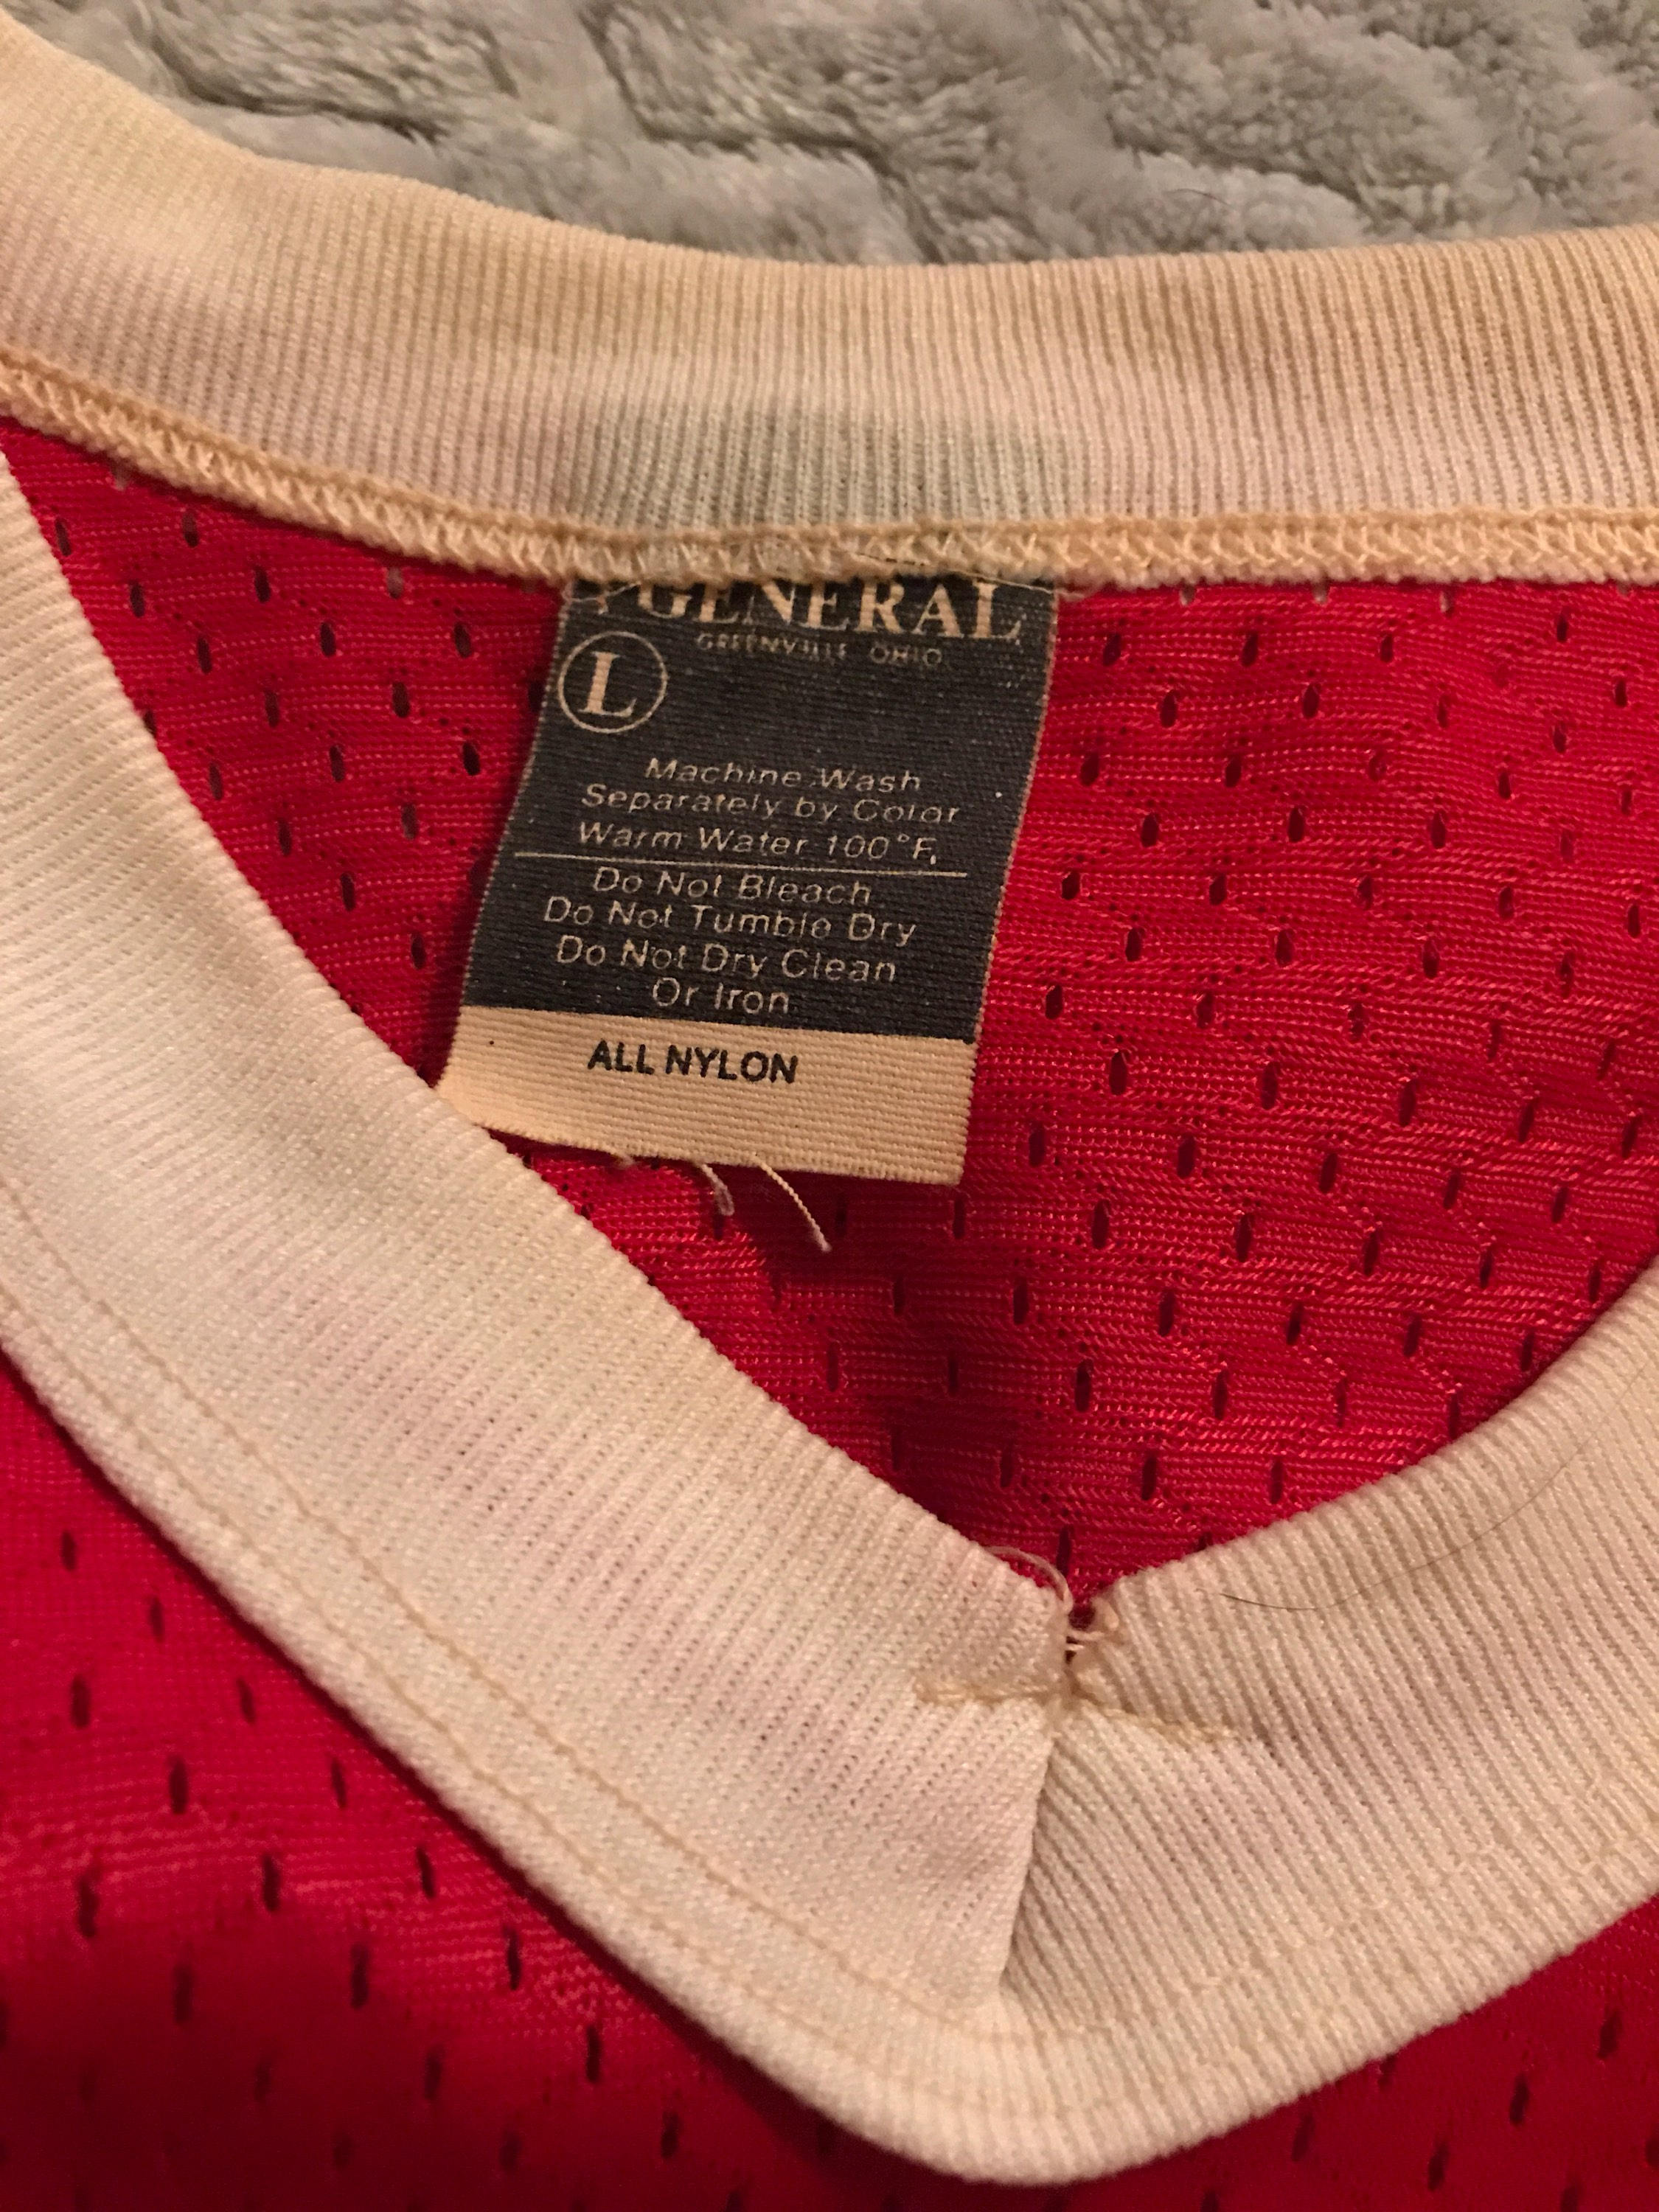 GENERAL
GREENVILLE OHIO
L
Machine Wash
Separately by Color
Warm Water 100°F.
Do Not Bleach
Do Not Tumble Dry
Do Not Dry Clean
Or Iron
ALL NYLON